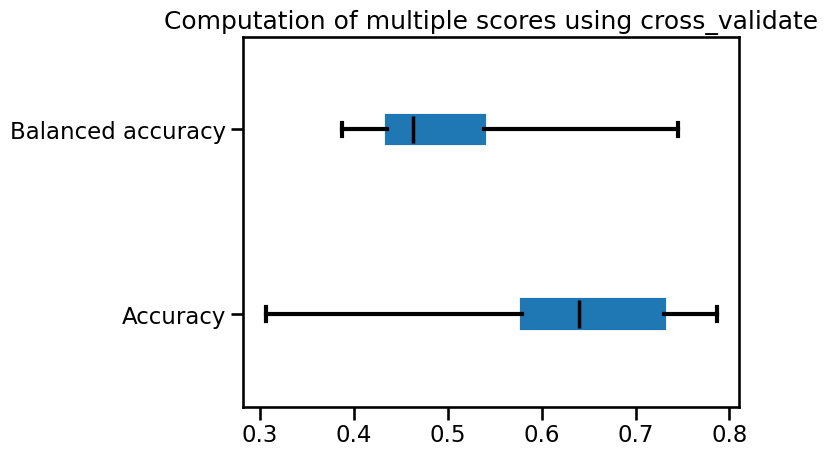 Computation of multiple scores using cross_validate
Balanced accuracy
Accuracy
0.3 0.4 0.5 0.6 0.7 0.8